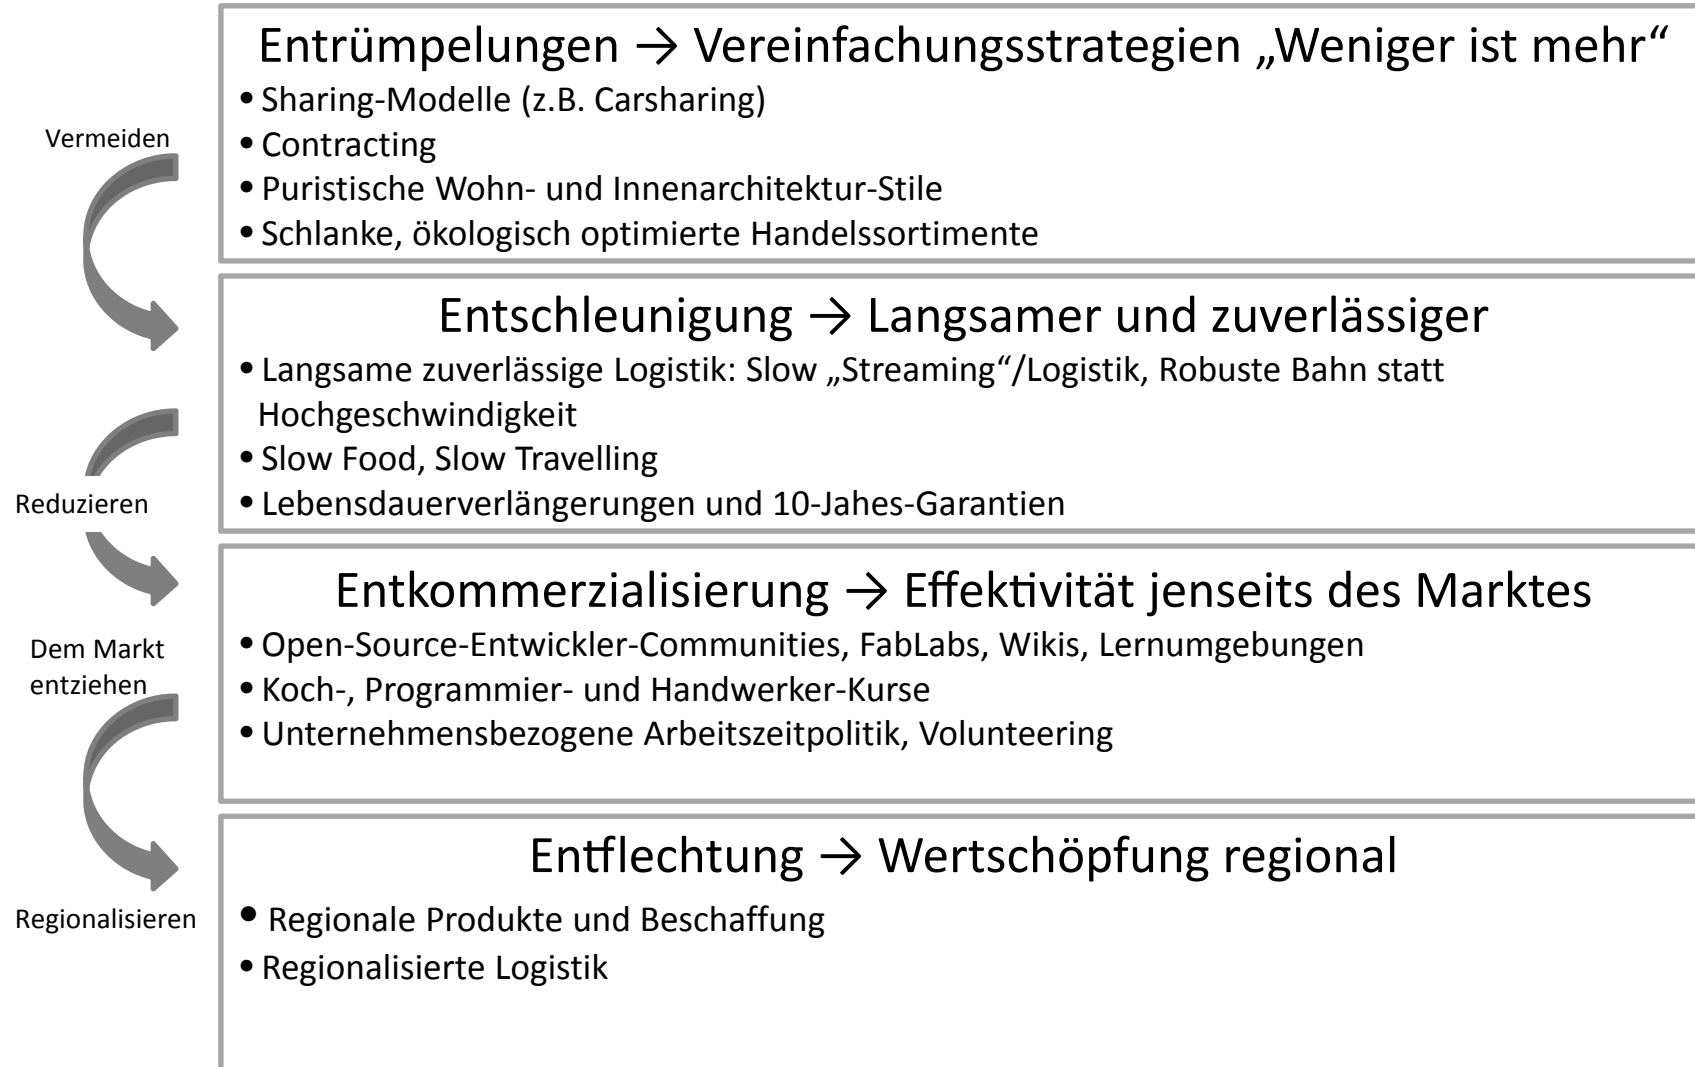 Entrümpelungen → Vereinfachungsstrategien „Weniger ist mehr“
• Sharing-Modelle (z.B. Carsharing)
• Contracting
• Puristische Wohn- und Innenarchitektur-Stile
• Schlanke, ökologisch optimierte Handelssortimente
Vermeiden
Entschleunigung → Langsamer und zuverlässiger
• Langsame zuverlässige Logistik: Slow „Streaming“/Logistik, Robuste Bahn statt
Hochgeschwindigkeit
• Slow Food, Slow Travelling
• Lebensdauerverlängerungen und 10-Jahes-Garantien
Reduzieren
Entkommerzialisierung → Effektivität jenseits des Marktes
• Open-Source-Entwickler-Communities, FabLabs, Wikis, Lernumgebungen
• Koch-, Programmier- und Handwerker-Kurse
• Unternehmensbezogene Arbeitszeitpolitik, Volunteering
Dem Markt
entziehen
Entflechtung → Wertschöpfung regional
• Regionale Produkte und Beschaffung
• Regionalisierte Logistik
Regionalisieren